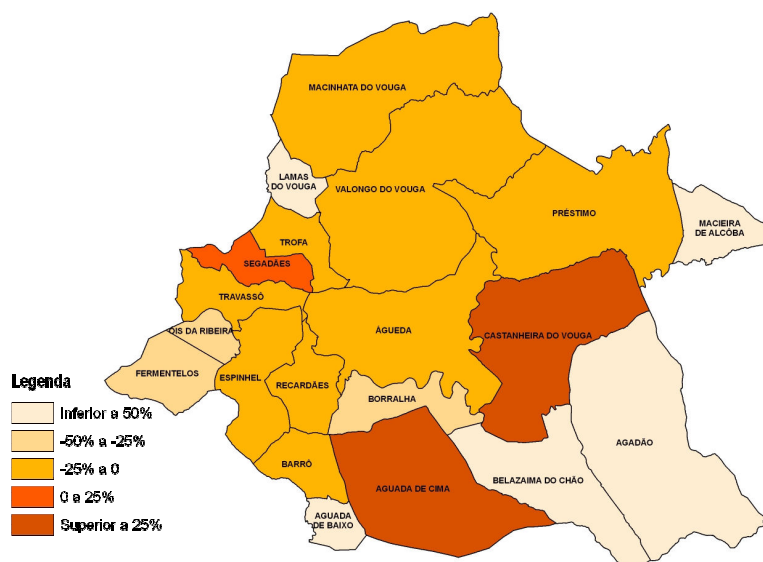 MACINHATA DO VOUGA
LAMAS
DO VOUGA
VALONGO DO VOUGA
PRÉSTIMO
MACIEIRA
DE ALCÔBA
TROFA
SEGADÃES
TRAVASSÔ
ÓIS DA RIBEIRA
ÁGUEDA
CASTANHEIRA DO VOUGA
FERMENTELOS
ESPINHEL
RECARDÃES
BORRALHA
AGADÃO
BARRÔ
AGUADA DE CIMA
BELAZAIMA DO CHÃO
AGUADA
DE BAIXO
Legenda
Inferior a 50%
-50% a -25%
-25% a 0
0 a 25%
Superior a 25%